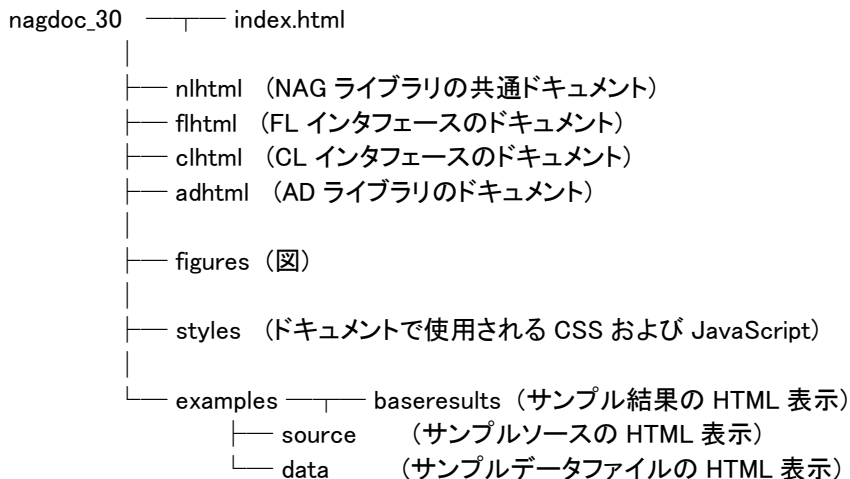 nagdoc_30 ─┬─ index.html
│
├─ nlhtml （NAG ライブラリの共通ドキュメント）
├─ flhtml （FL インタフェースのドキュメント）
├─ clhtml （CL インタフェースのドキュメント）
├─ adhtml （AD ライブラリのドキュメント）
│
├─ figures （図）
│
├─ styles （ドキュメントで使用される CSS および JavaScript）
│
└─ examples ─┬─ baseresults （サンプル結果の HTML 表示）
├─ source （サンプルソースの HTML 表示）
└─ data （サンプルデータファイルの HTML 表示）